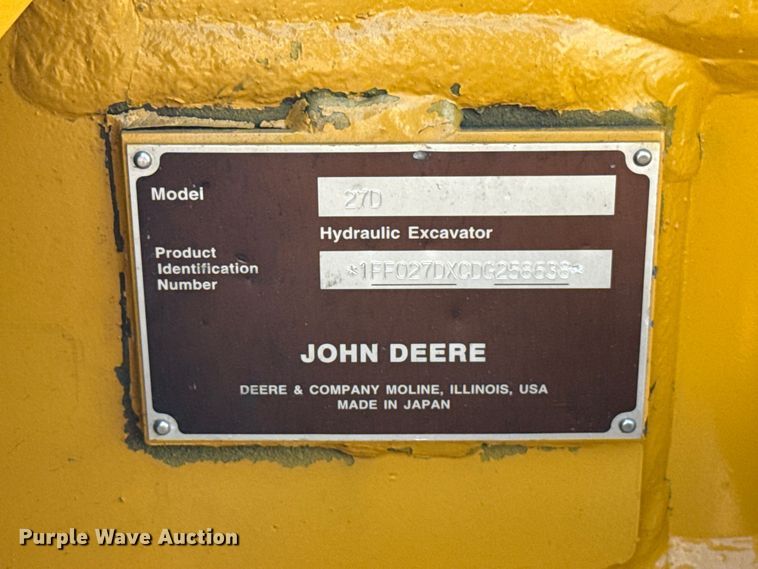 Model
27D
Hydraulic Excavator
Product
Identification
Number
*1FF027DXCDG258538*
JOHN DEERE
DEERE & COMPANY MOLINE, ILLINOIS, USA
MADE IN JAPAN
Purple Wave Auction